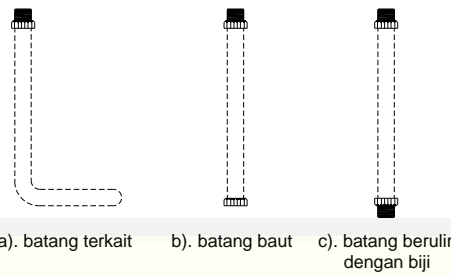 a). batang terkait
b). batang baut
c). batang berulir
dengan biji